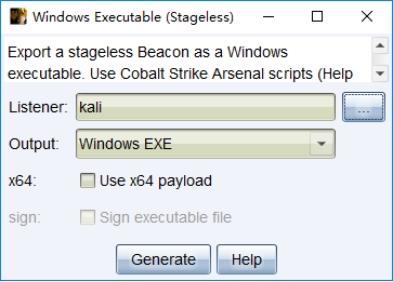 Windows Executable (Stageless)
Export a stageless Beacon as a Windows
executable. Use Cobalt Strike Arsenal scripts (Help
Listener: kali ...
Output: Windows EXE
x64: Use x64 payload
sign: Sign executable file
Generate Help